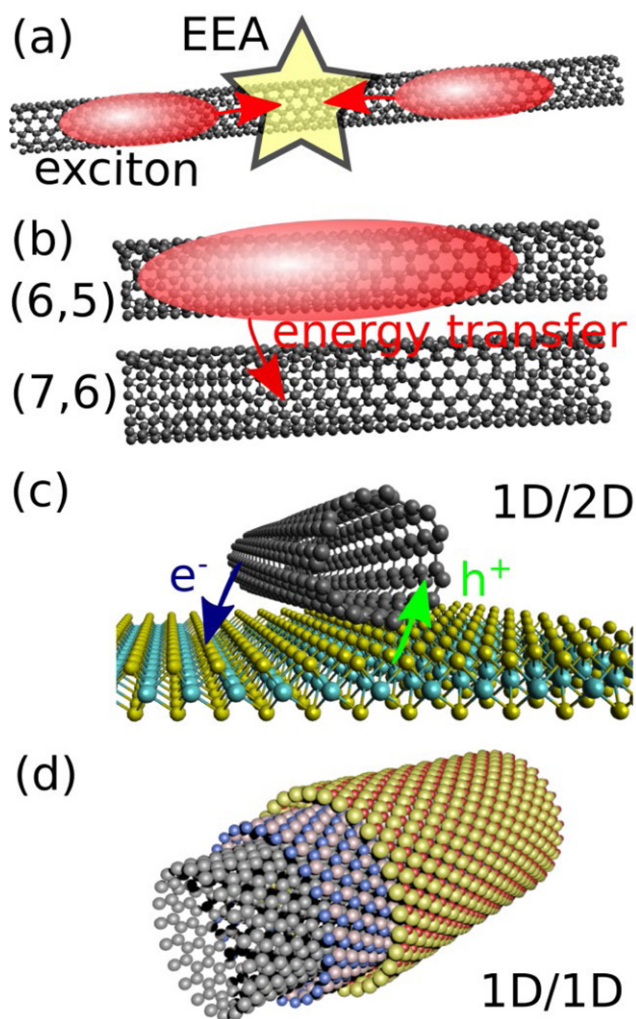 (a)
EEA
exciton
(b)
(6,5)
energy transfer
(7,6)
(c)
1D/2D
e⁻
h⁺
(d)
1D/1D